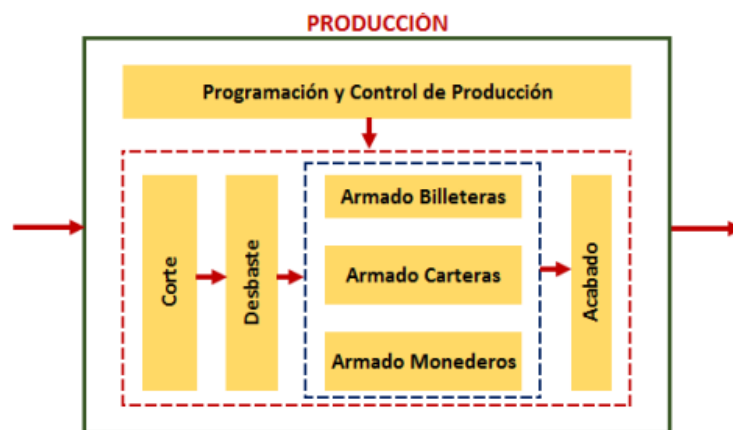 PRODUCCIÓN
Programación y Control de Producción
Corte
Desbaste
Armado Billeteras
Armado Carteras
Armado Monederos
Acabado